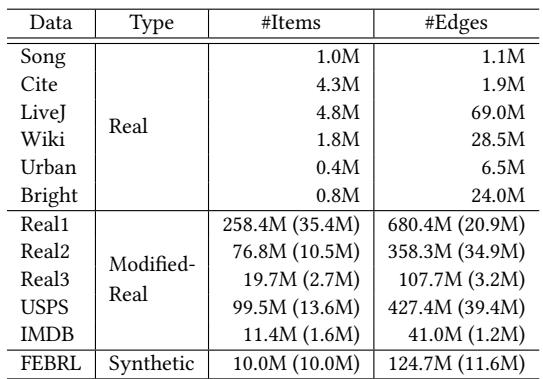 Data Type #Items #Edges
Song 1.0M 1.1M
Cite 4.3M 1.9M
LiveJ 4.8M 69.0M
Real
Wiki 1.8M 28.5M
Urban 0.4M 6.5M
Bright 0.8M 24.0M
Real1 258.4M (35.4M) 680.4M (20.9M)
Real2 76.8M (10.5M) 358.3M (34.9M)
Modified-
Real3 19.7M (2.7M) 107.7M (3.2M)
Real
USPS 99.5M (13.6M) 427.4M (39.4M)
IMDB 11.4M (1.6M) 41.0M (1.2M)
FEBRL Synthetic 10.0M (10.0M) 124.7M (11.6M)